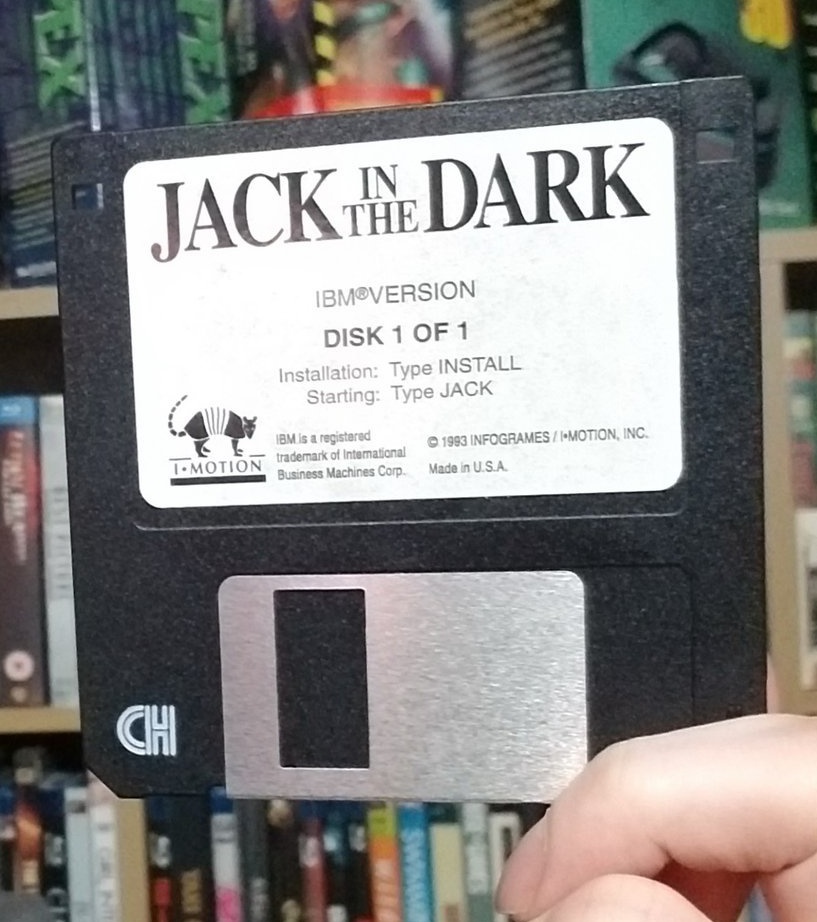 JACK IN THE DARK
IBM®VERSION
DISK 1 OF 1
Installation: Type INSTALL
Starting: Type JACK
I•MOTION
IBM is a registered
trademark of International
Business Machines Corp.
© 1993 INFOGRAMES / I•MOTION, INC.
Made in U.S.A.
CH